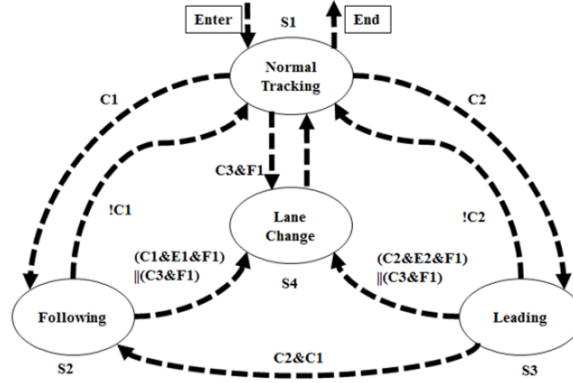 S1
Enter
End
Normal
Tracking
C1
C2
C3&F1
!C1
!C2
Lane
Change
(C1&E1&F1)
||(C3&F1)
(C2&E2&F1)
||(C3&F1)
S4
Following
Leading
C2&C1
S2
S3